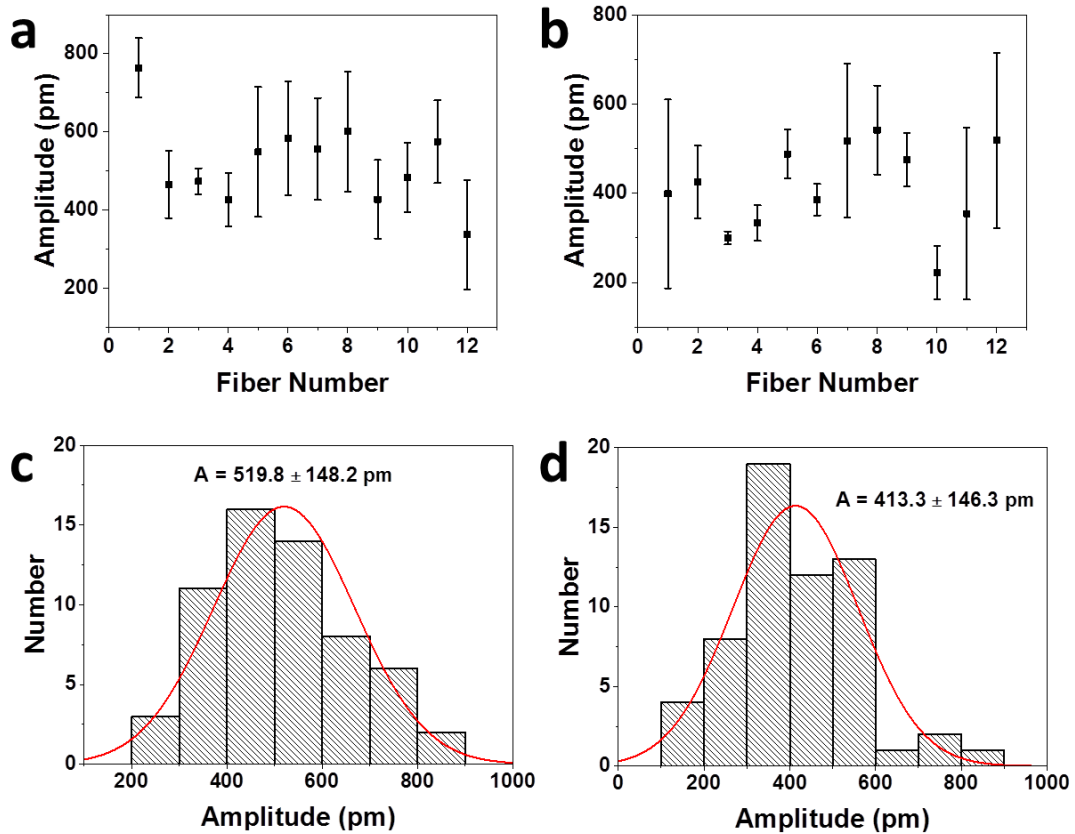 a
800
600
400
200
Amplitude (pm)
0 2 4 6 8 10 12
Fiber Number
b
800
600
400
200
Amplitude (pm)
0 2 4 6 8 10 12
Fiber Number
c
A = 519.8 ± 148.2 pm
20
15
10
5
0
Number
200 400 600 800 1000
Amplitude (pm)
d
A = 413.3 ± 146.3 pm
20
15
10
5
0
Number
0 200 400 600 800 1000
Amplitude (pm)